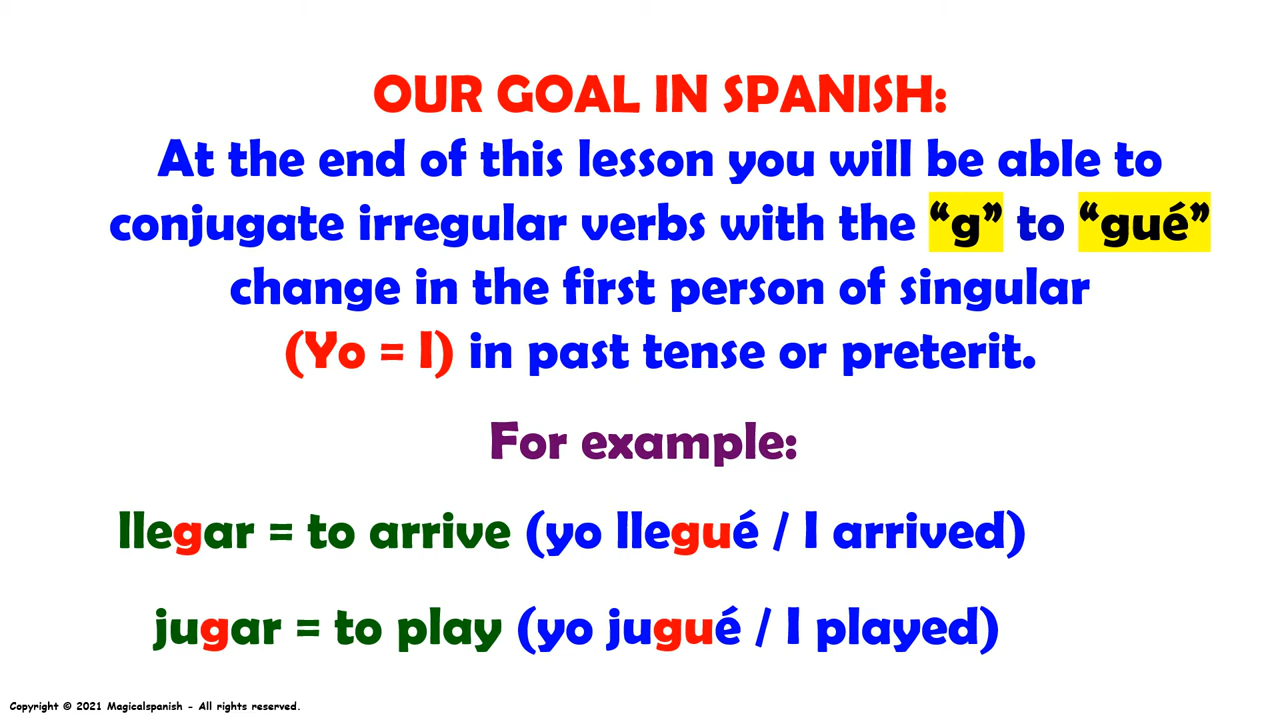 OUR GOAL IN SPANISH:
At the end of this lesson you will be able to
conjugate irregular verbs with the “g” to “gué”
change in the first person of singular
(Yo = I) in past tense or preterit.
For example:
llegar = to arrive (yo llegué / I arrived)
jugar = to play (yo jugué / I played)
Copyright © 2021 Magicalspanish - All rights reserved.